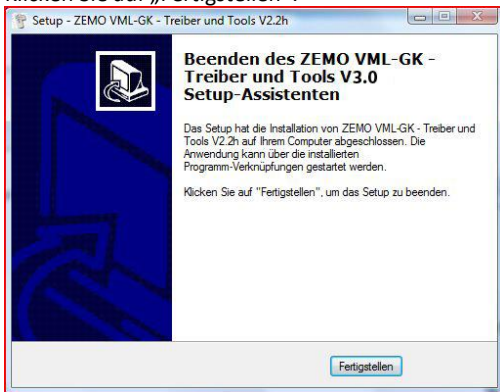 Klicken Sie auf „Fertigstellen“.
Setup - ZEMO VML-GK - Treiber und Tools V2.2h
Beenden des ZEMO VML-GK -
Treiber und Tools V3.0
Setup-Assistenten
Das Setup hat die Installation von ZEMO VML-GK - Treiber und
Tools V2.2h auf Ihrem Computer abgeschlossen. Die
Anwendung kann über die installierten
Programm-Verknüpfungen gestartet werden.
Klicken Sie auf "Fertigstellen", um das Setup zu beenden.
Fertigstellen